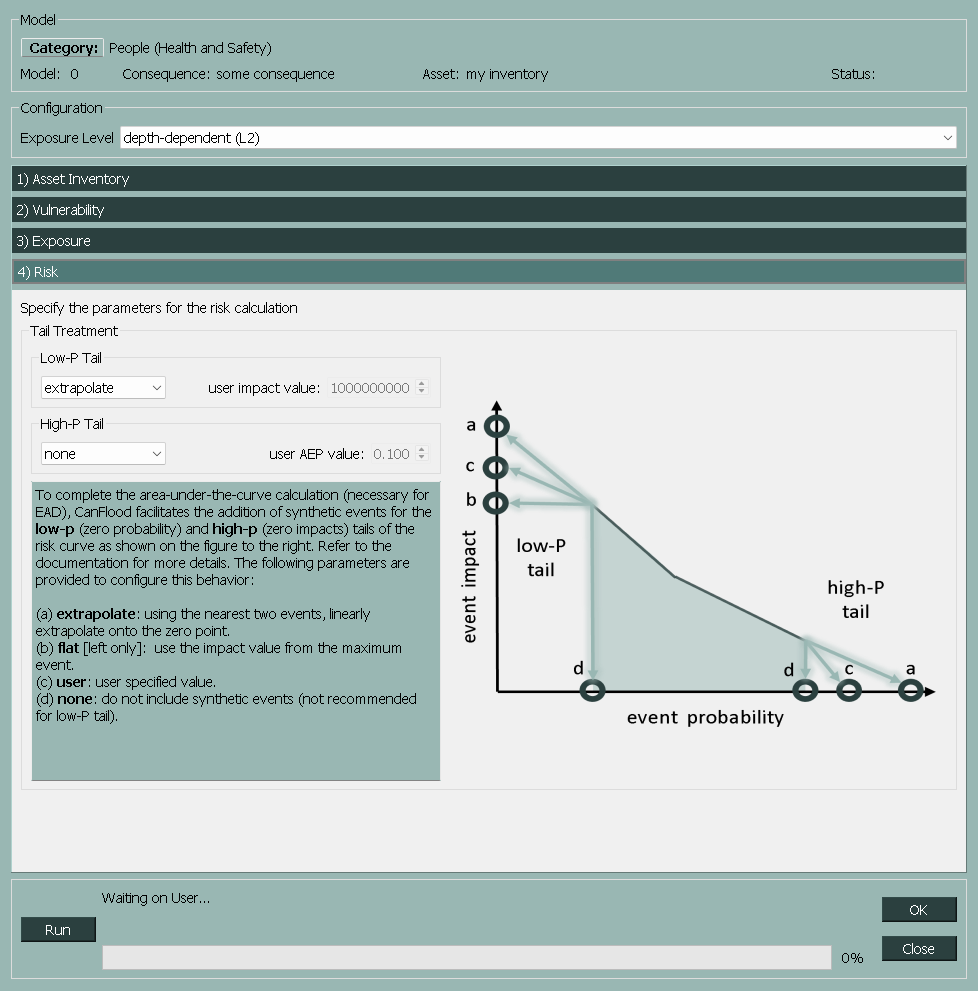 Model
Category: People (Health and Safety)
Model: 0 Consequence: some consequence Asset: my inventory Status:
Configuration
Exposure Level depth-dependent (L2)
1) Asset Inventory
2) Vulnerability
3) Exposure
4) Risk
Specify the parameters for the risk calculation
Tail Treatment
Low-P Tail
extrapolate user impact value: 1000000000
High-P Tail
none user AEP value: 0.100
To complete the area-under-the-curve calculation (necessary for
EAD), CanFlood facilitates the addition of synthetic events for the
low-p (zero probability) and high-p (zero impacts) tails of the
risk curve as shown on the figure to the right. Refer to the
documentation for more details. The following parameters are
provided to configure this behavior:
(a) extrapolate: using the nearest two events, linearly
extrapolate onto the zero point.
(b) flat [left only]: use the impact value from the maximum
event.
(c) user: user specified value.
(d) none: do not include synthetic events (not recommended
for low-P tail).
a
c
b
event impact
low-P
tail
high-P
tail
d d c a
event probability
Waiting on User...
Run
0%
OK
Close